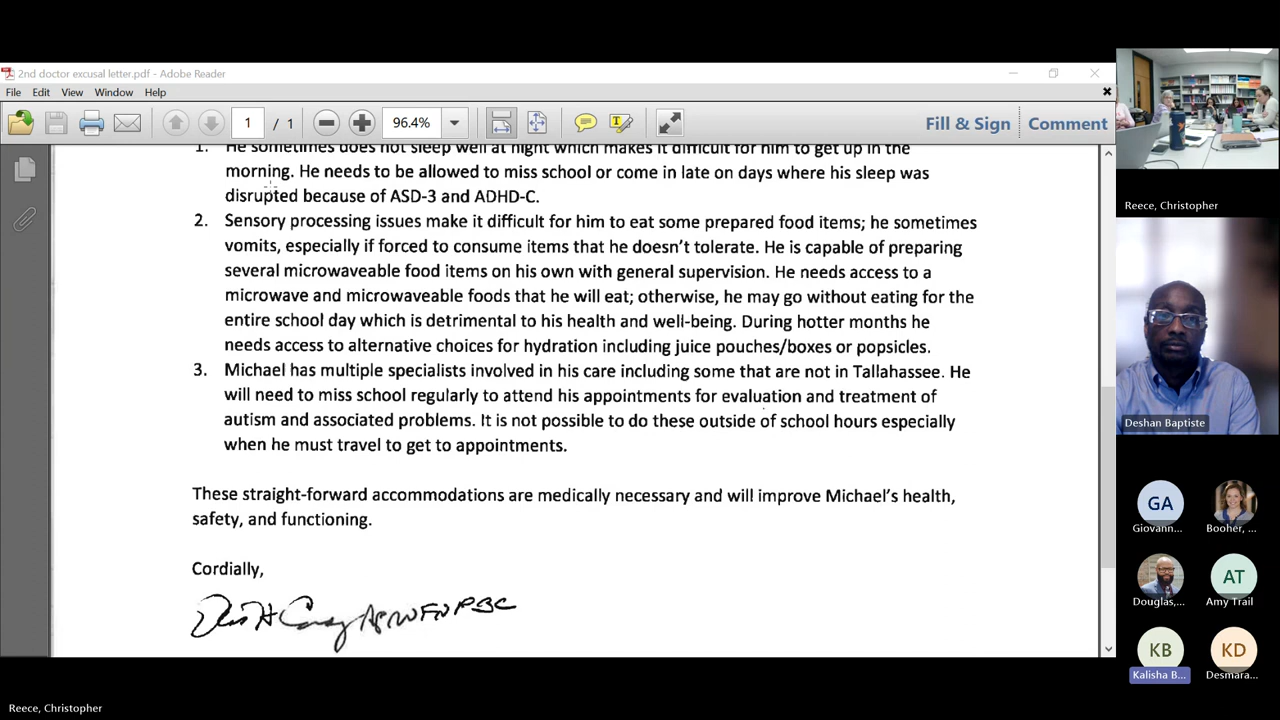 2nd doctor excusal letter.pdf - Adobe Reader
File Edit View Window Help
1 / 1 96.4% Fill & Sign Comment
1. He sometimes does not sleep well at night which makes it difficult for him to get up in the
morning. He needs to be allowed to miss school or come in late on days where his sleep was
disrupted because of ASD-3 and ADHD-C.
2. Sensory processing issues make it difficult for him to eat some prepared food items; he sometimes
vomits, especially if forced to consume items that he doesn't tolerate. He is capable of preparing
several microwaveable food items on his own with general supervision. He needs access to a
microwave and microwaveable foods that he will eat; otherwise, he may go without eating for the
entire school day which is detrimental to his health and well-being. During hotter months he
needs access to alternative choices for hydration including juice pouches/boxes or popsicles.
3. Michael has multiple specialists involved in his care including some that are not in Tallahassee. He
will need to miss school regularly to attend his appointments for evaluation and treatment of
autism and associated problems. It is not possible to do these outside of school hours especially
when he must travel to get to appointments.
These straight-forward accommodations are medically necessary and will improve Michael's health,
safety, and functioning.
Cordially,
Reece, Christopher
Deshan Baptiste
GA
Giovann...
Booher, ...
Douglas,...
AT
Amy Trail
KB
Kalisha B...
KD
Desmara...
Reece, Christopher